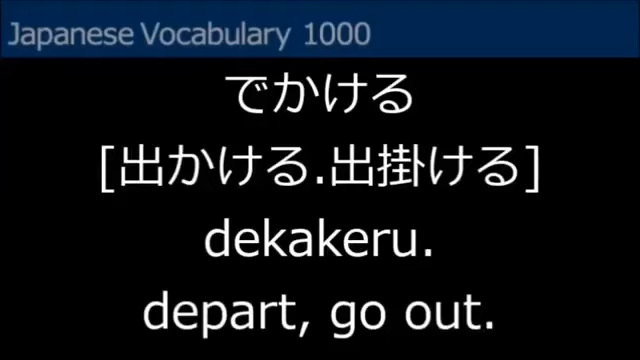 Japanese Vocabulary 1000
でかける
[出かける.出掛ける]
dekakeru.
depart, go out.